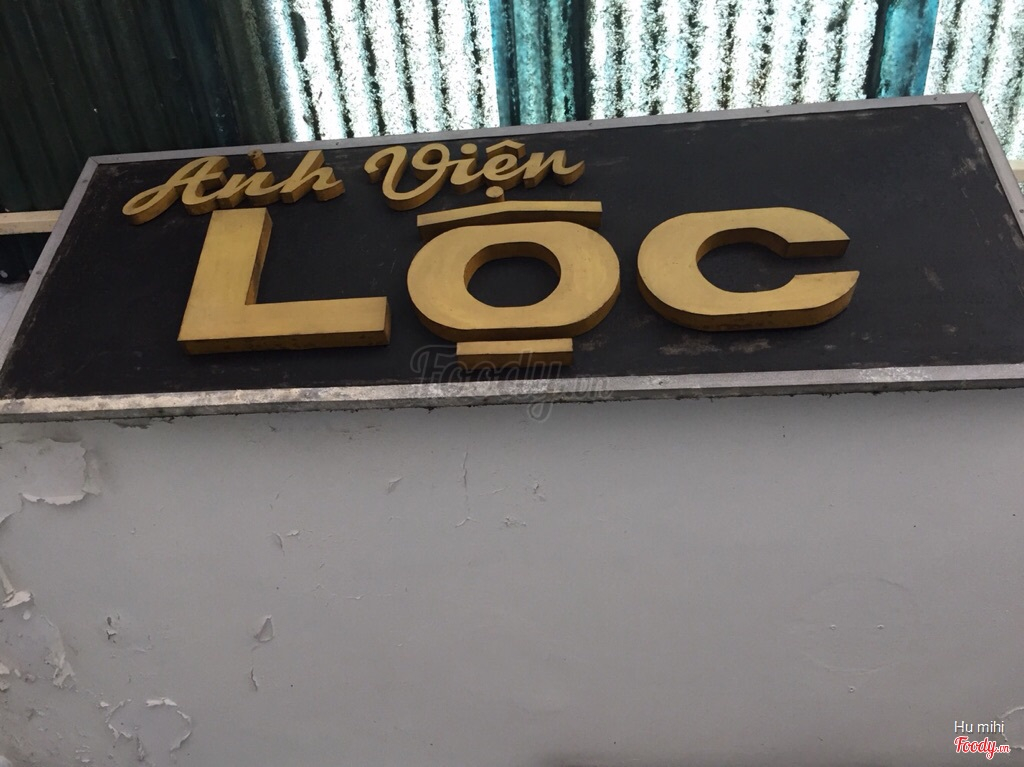 Ảnh Viện
LỘC
Foody.vn
Hu mihi
Foody.vn